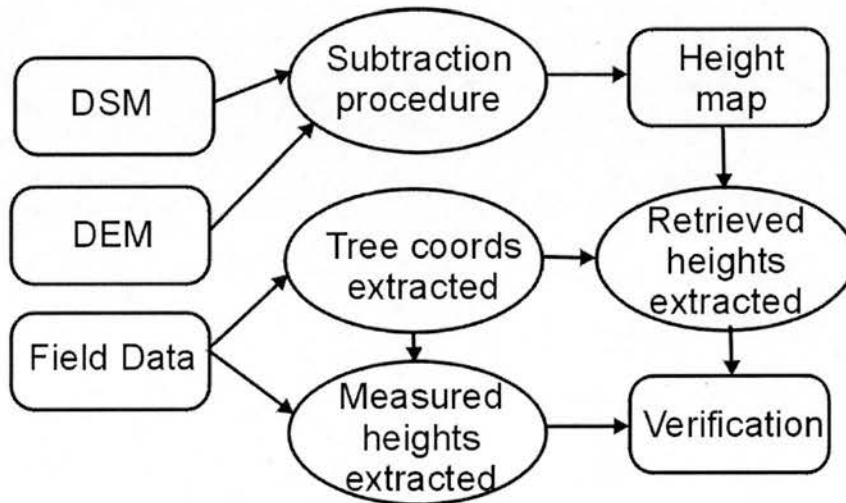 DSM
Subtraction
procedure
Height
map
DEM
Tree coords
extracted
Retrieved
heights
extracted
Field Data
Measured
heights
extracted
Verification